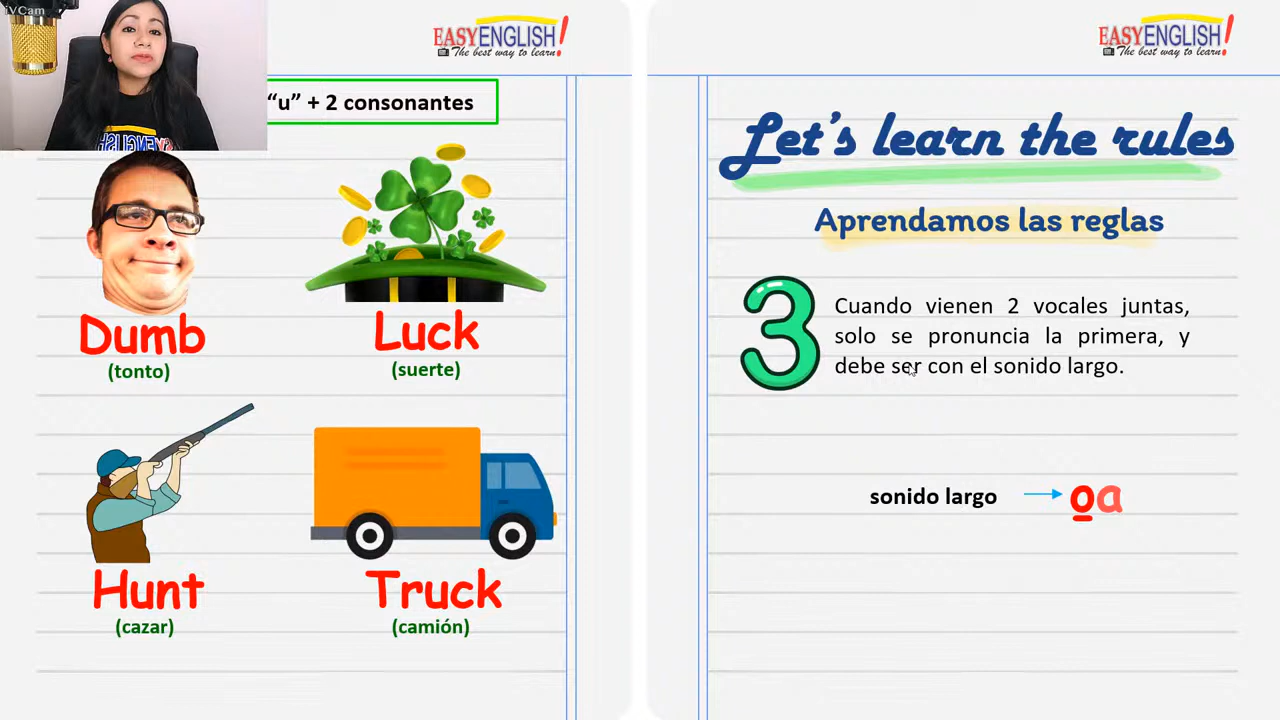 iVCam
EASYENGLISH!
The best way to learn!
EASYENGLISH!
The best way to learn!
"u" + 2 consonantes
Dumb
(tonto)
Luck
(suerte)
Hunt
(cazar)
Truck
(camión)
Let's learn the rules
Aprendamos las reglas
3
Cuando vienen 2 vocales juntas,
solo se pronuncia la primera, y
debe ser con el sonido largo.
sonido largo → oa